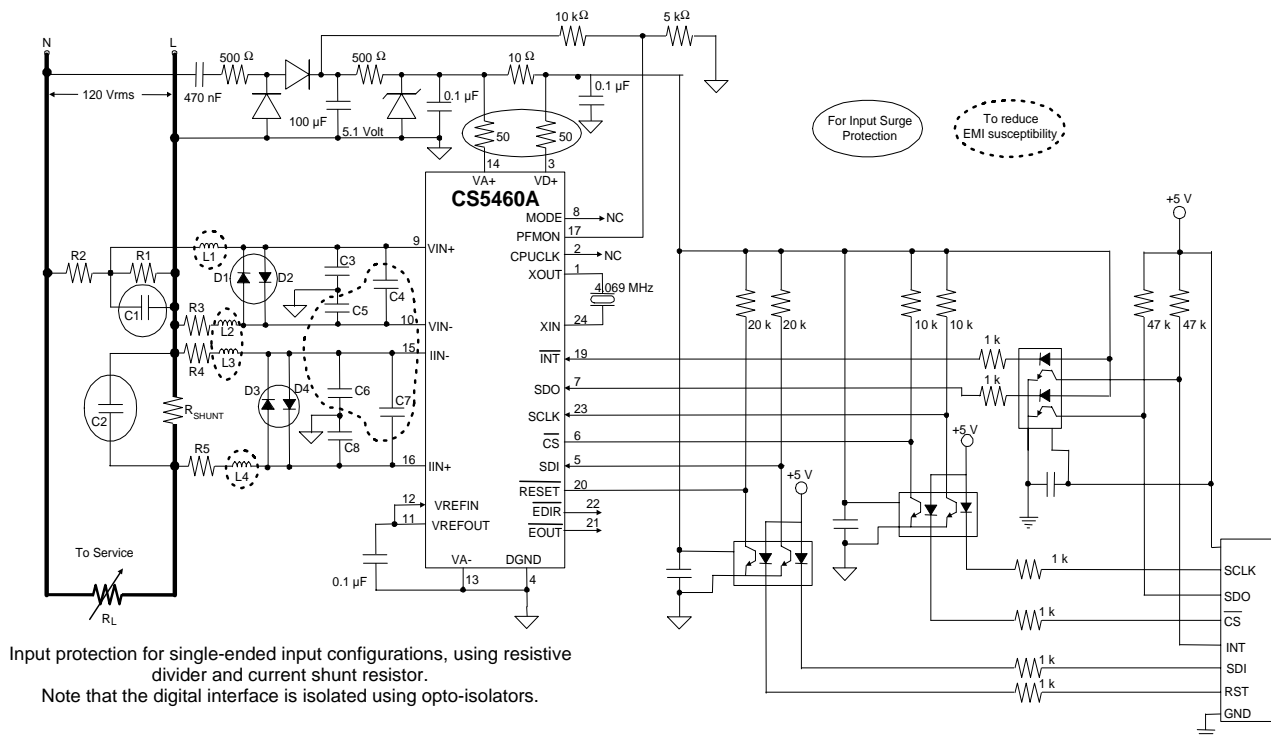 10 kΩ
5 kΩ
N
L
500 Ω
500 Ω
10 Ω
120 Vrms
470 nF
100 µF
0.1 µF
0.1 µF
5.1 Volt
50
50
For Input Surge
Protection
To reduce
EMI susceptibility
14
3
VA+
VD+
CS5460A
+5 V
MODE
8
NC
PFMON
17
CPUCLK
2
NC
XOUT
1
4.069 MHz
XIN
24
9
VIN+
L1
R2
R1
D1
D2
C3
C4
C1
C5
R3
L2
10
VIN-
R4
L3
15
IIN-
D3
D4
C6
C7
C2
RSHUNT
C8
R5
L4
16
IIN+
20 k
20 k
10 k
10 k
47 k
47 k
INT
19
1 k
SDO
7
1 k
SCLK
23
CS
6
SDI
5
RESET
20
EDIR
22
EOUT
21
+5 V
+5 V
12
VREFIN
11
VREFOUT
0.1 µF
VA-
DGND
13
4
To Service
RL
1 k
SCLK
SDO
1 k
CS
INT
1 k
SDI
1 k
RST
GND
Input protection for single-ended input configurations, using resistive
divider and current shunt resistor.
Note that the digital interface is isolated using opto-isolators.